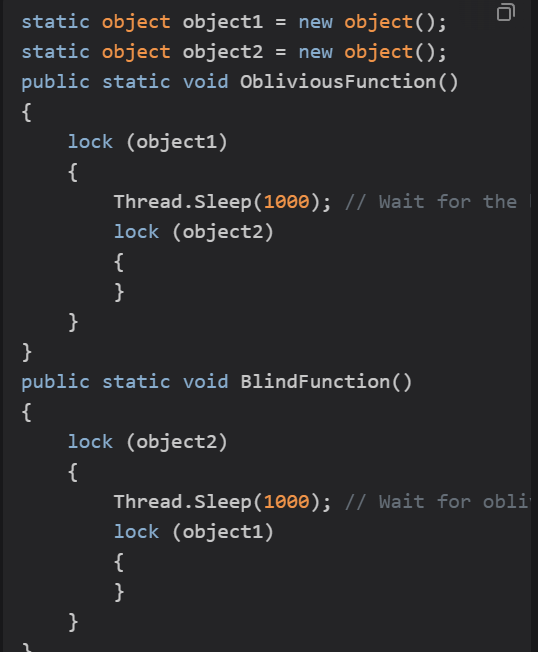 static object object1 = new object();
static object object2 = new object();
public static void ObliviousFunction()
{
    lock (object1)
    {
        Thread.Sleep(1000); // Wait for the
        lock (object2)
        {
        }
    }
}
public static void BlindFunction()
{
    lock (object2)
    {
        Thread.Sleep(1000); // Wait for obli
        lock (object1)
        {
        }
    }
}